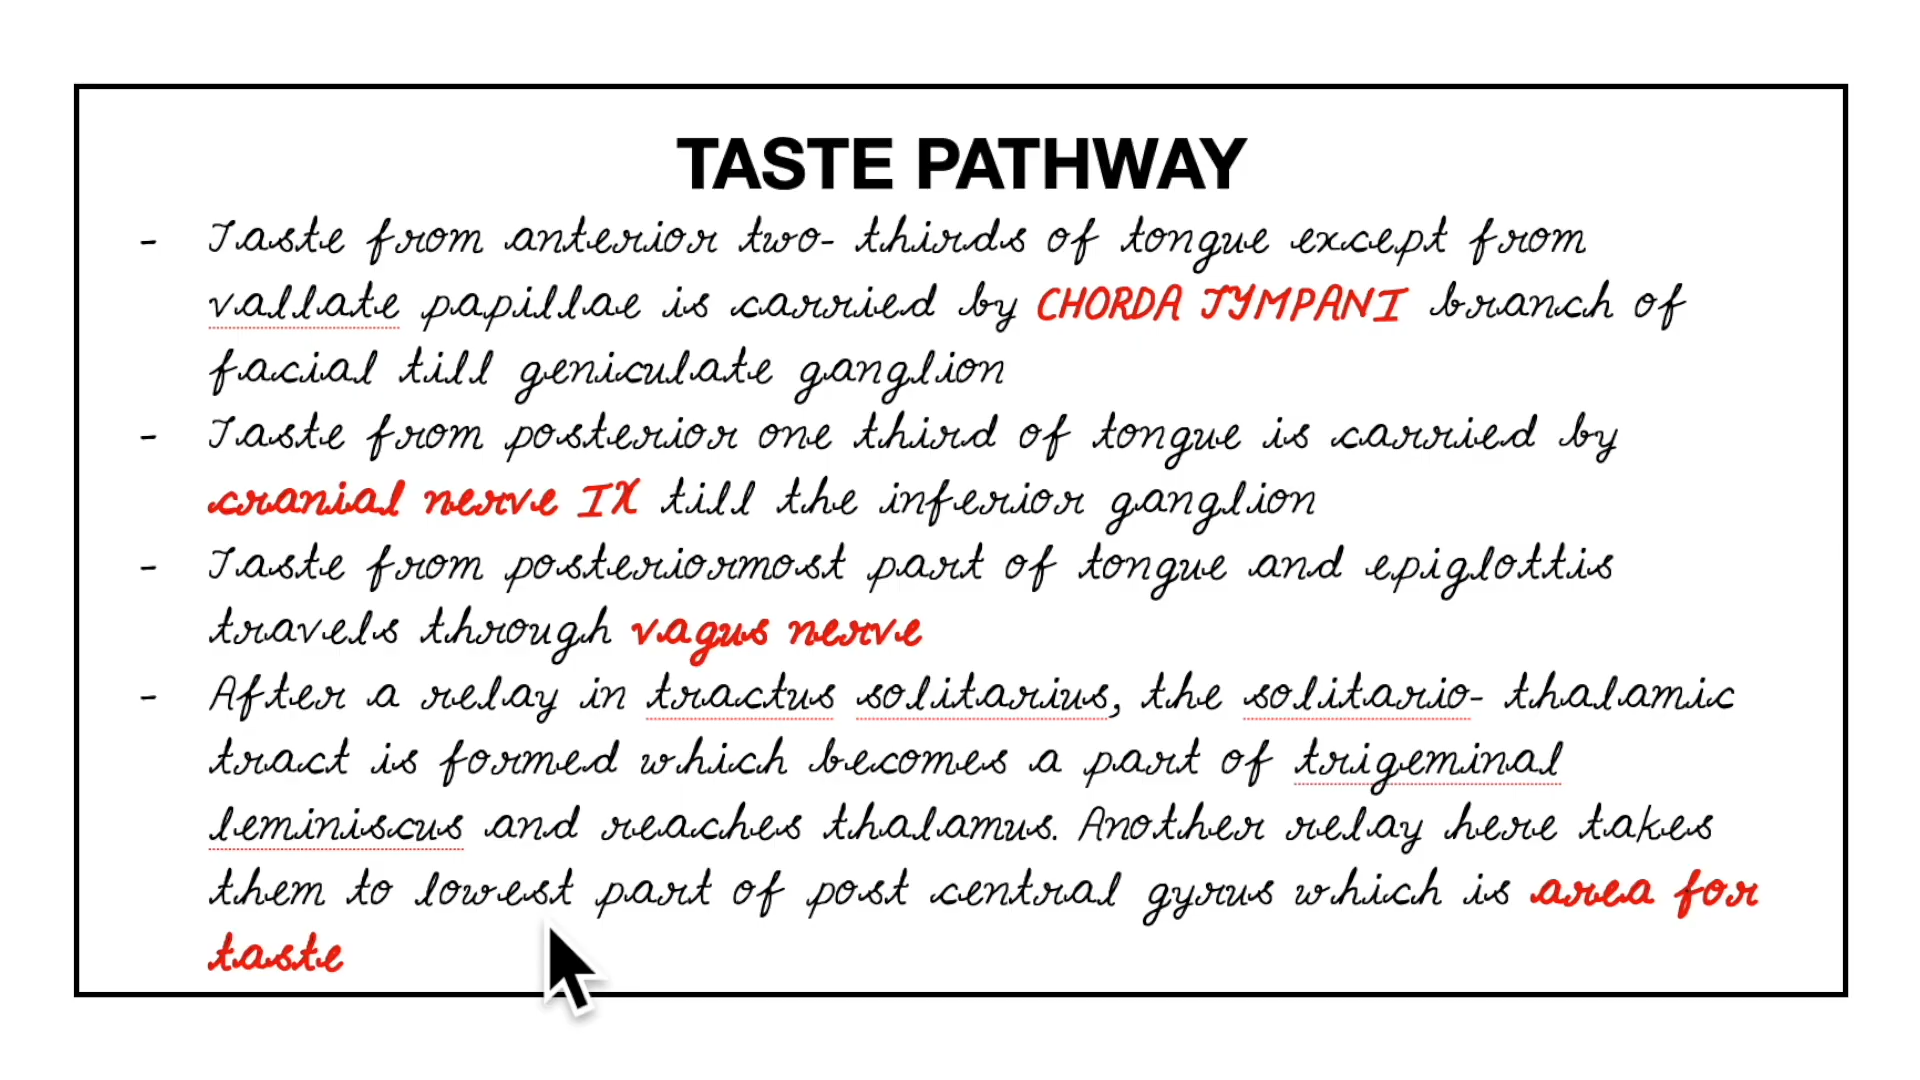 TASTE PATHWAY
- Taste from anterior two- thirds of tongue except from
vallate papillae is carried by CHORDA TYMPANI branch of
facial till geniculate ganglion
- Taste from posterior one third of tongue is carried by
cranial nerve IX till the inferior ganglion
- Taste from posteriormost part of tongue and epiglottis
travels through vagus nerve
- After a relay in tractus solitarius, the solitario- thalamic
tract is formed which becomes a part of trigeminal
leminiscus and reaches thalamus. Another relay here takes
them to lowest part of post central gyrus which is area for
taste